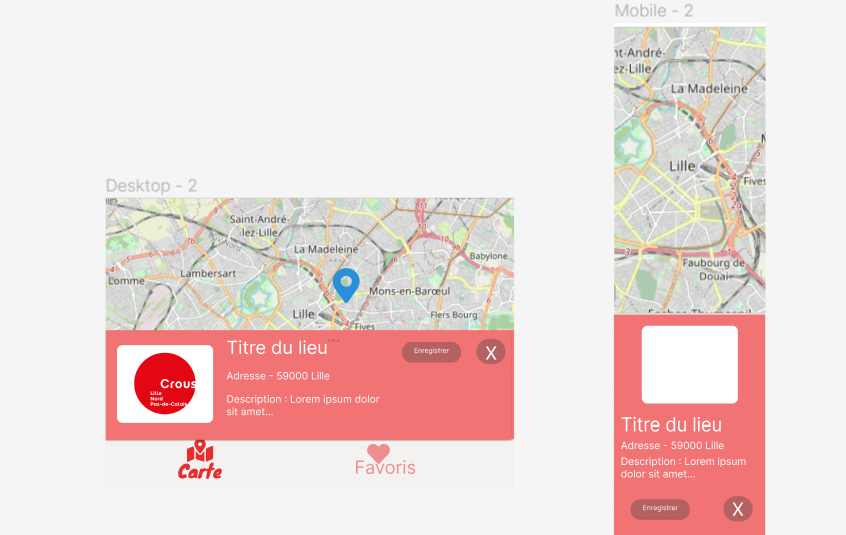 Mobile - 2
nt-André-
ez-Lille
La Madeleine
Lille
Fives
Faubourg de
Douai
Titre du lieu
Adresse - 59000 Lille
Description : Lorem ipsum
dolor sit amet...
Enregistrer
X
Desktop - 2
Saint-André-
lez-Lille
La Madeleine
Lambersart
Lomme
Babylone
Mons-en-Barœul
Lille
Flers Bourg
Fives
Titre du lieu
Enregistrer
X
Adresse - 59000 Lille
Description : Lorem ipsum dolor
sit amet...
Crous
Lille
Nord
Pas-de-Calais
Carte
Favoris